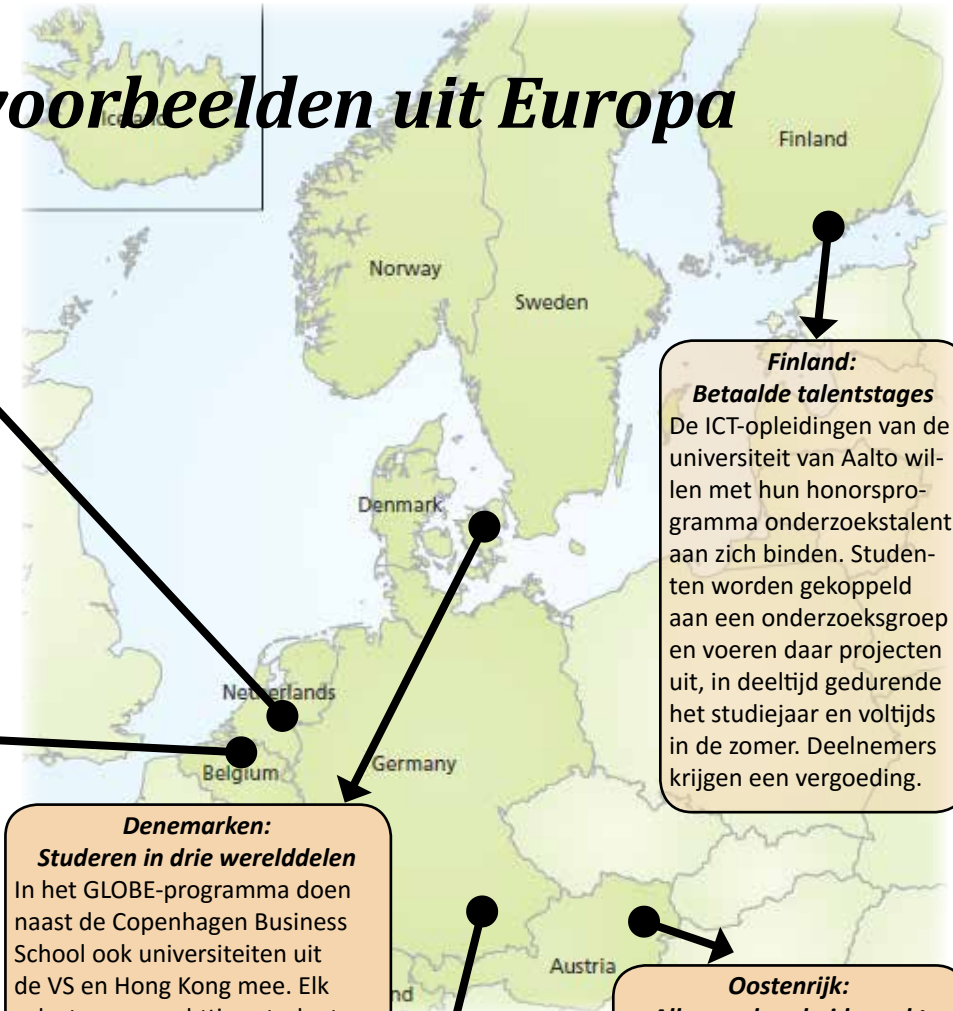 voorbeelden uit Europa
Iceland
Finland
Norway
Sweden
Finland:
Betaalde talentstages
De ICT-opleidingen van de
universiteit van Aalto wil-
len met hun honorspro-
gramma onderzoekstalent
aan zich binden. Studen-
ten worden gekoppeld
aan een onderzoeksgroep
en voeren daar projecten
uit, in deeltijd gedurende
het studiejaar en voltijds
in de zomer. Deelnemers
krijgen een vergoeding.
Denmark
Netherlands
Belgium
Germany
Denemarken:
Studeren in drie werelddelen
In het GLOBE-programma doen
naast de Copenhagen Business
School ook universiteiten uit
de VS en Hong Kong mee. Elk
Austria
nd
Oostenrijk: